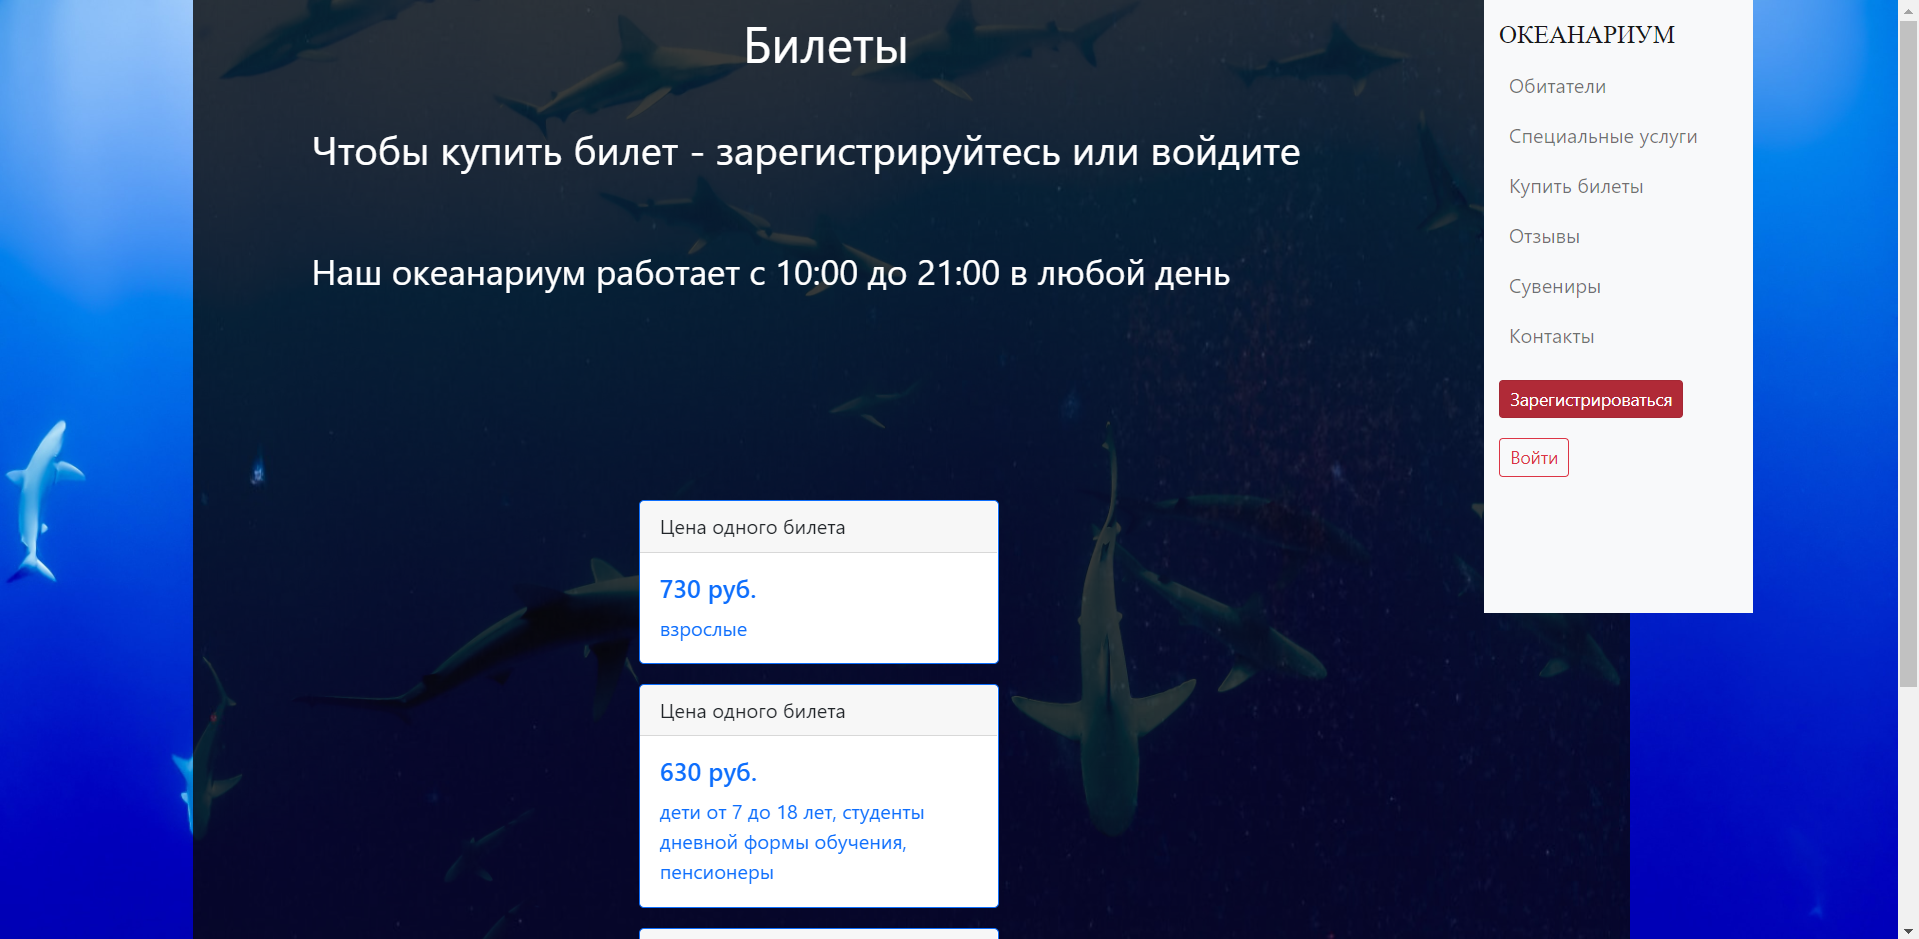 Билеты
Чтобы купить билет - зарегистрируйтесь или войдите
Наш океанариум работает с 10:00 до 21:00 в любой день
Цена одного билета
730 руб.
взрослые
Цена одного билета
630 руб.
дети от 7 до 18 лет, студенты
дневной формы обучения,
пенсионеры
ОКЕАНАРИУМ
Обитатели
Специальные услуги
Купить билеты
Отзывы
Сувениры
Контакты
Зарегистрироваться
Войти